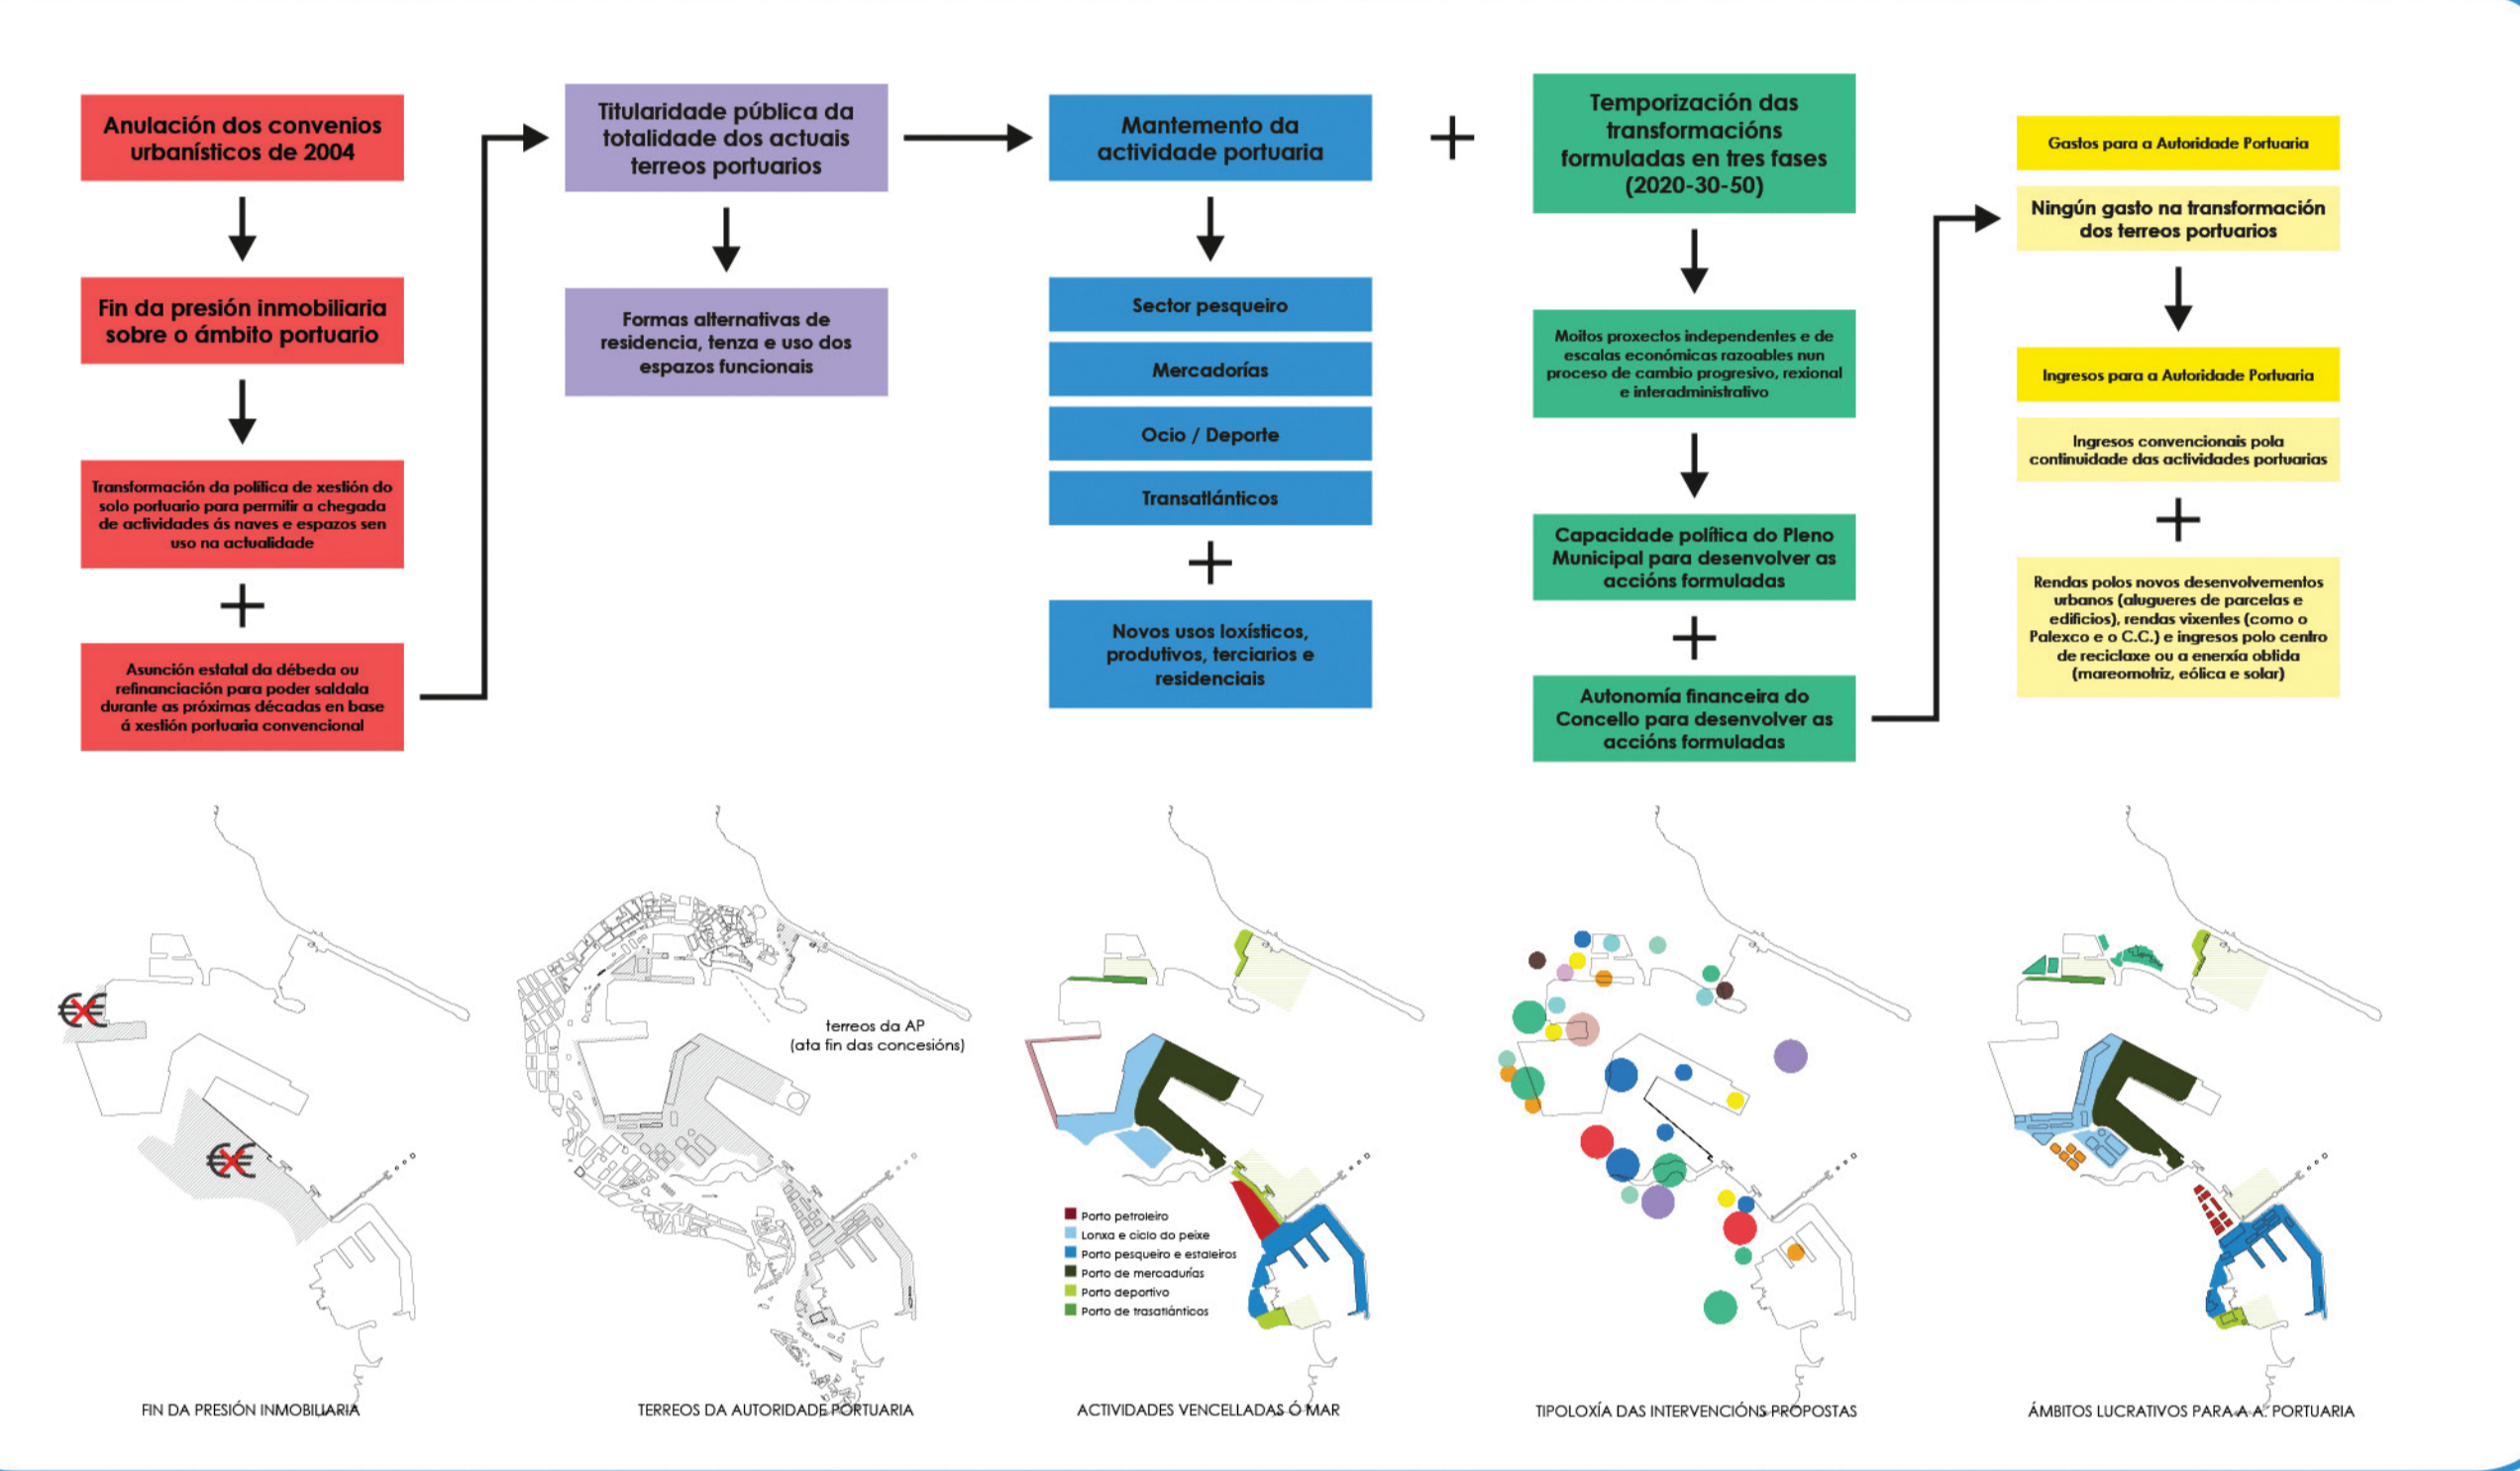 Anulación dos convenios
urbanísticos de 2004
Fin da presión inmobiliaria
sobre o ámbito portuario
Transformación da política de xestión do
solo portuario para permitir a chegada
de actividades ás naves e espazos sen
uso na actualidade
+
Asunción estatal da débeda ou
refinanciación para poder saldala
durante as próximas décadas en base
á xestión portuaria convencional
Titularidade pública da
totalidade dos actuais
terreos portuarios
Formas alternativas de
residencia, tenza e uso dos
espazos funcionais
Mantemento da
actividade portuaria
Sector pesqueiro
Mercadorías
Ocio / Deporte
Transatlánticos
+
Novos usos loxísticos,
produtivos, terciarios e
residenciais
+
Temporización das
transformacións
formuladas en tres fases
(2020-30-50)
Moitos proxectos independentes e de
escalas económicas razoables nun
proceso de cambio progresivo, rexional
e interadministrativo
Capacidade política do Pleno
Municipal para desenvolver as
accións formuladas
+
Autonomía financeira do
Concello para desenvolver as
accións formuladas
Gastos para a Autoridade Portuaria
Ningún gasto na transformación
dos terreos portuarios
Ingresos para a Autoridade Portuaria
Ingresos convencionais pola
continuidade das actividades portuarias
+
Rendas polos novos desenvolvementos
urbanos (alugueres de parcelas e
edificios), rendas vixentes (como o
Palexco e o C.C.) e ingresos polo centro
de reciclaxe ou a enerxía obtida
(mareomotriz, eólica e solar)
€€
€€
FIN DA PRESIÓN INMOBILIARIA
terreos da AP
(ata fin das concesións)
TERREOS DA AUTORIDADE PORTUARIA
Porto petroleiro
Lonxa e ciclo do peixe
Porto pesqueiro e estaleiros
Porto de mercadurías
Porto deportivo
Porto de trasatlánticos
ACTIVIDADES VENCELLADAS Ó MAR
TIPOLOXÍA DAS INTERVENCIÓNS PROPOSTAS
ÁMBITOS LUCRATIVOS PARA A A. PORTUARIA